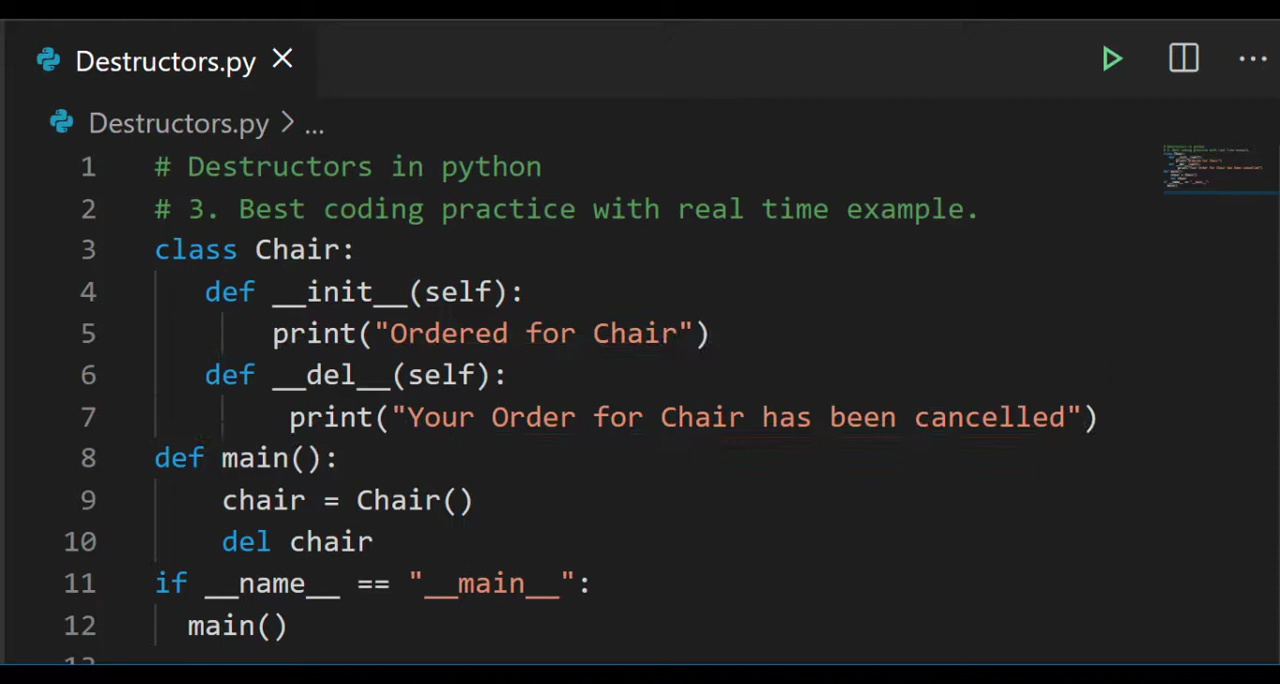 Destructors.py
Destructors.py > ...
1 # Destructors in python
2 # 3. Best coding practice with real time example.
3 class Chair:
4    def __init__(self):
5        print("Ordered for Chair")
6    def __del__(self):
7         print("Your Order for Chair has been cancelled")
8 def main():
9     chair = Chair()
10     del chair
11 if __name__ == "__main__":
12   main()
13